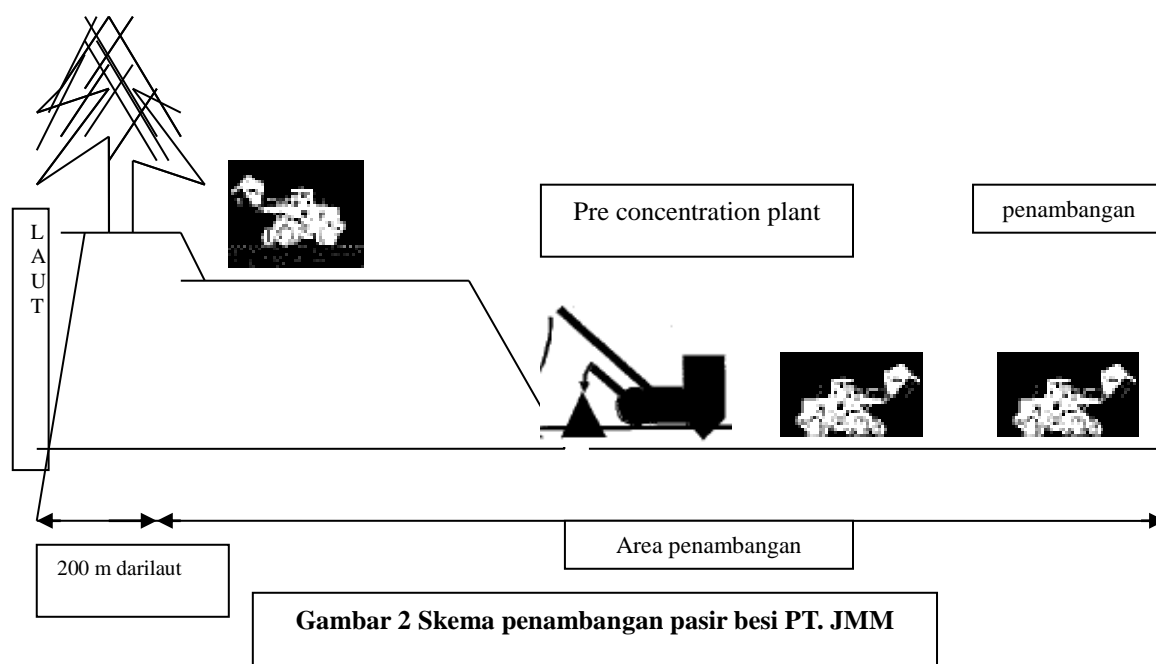 L
A
U
T
Pre concentration plant
penambangan
Area penambangan
200 m darilaut
Gambar 2 Skema penambangan pasir besi PT. JMM